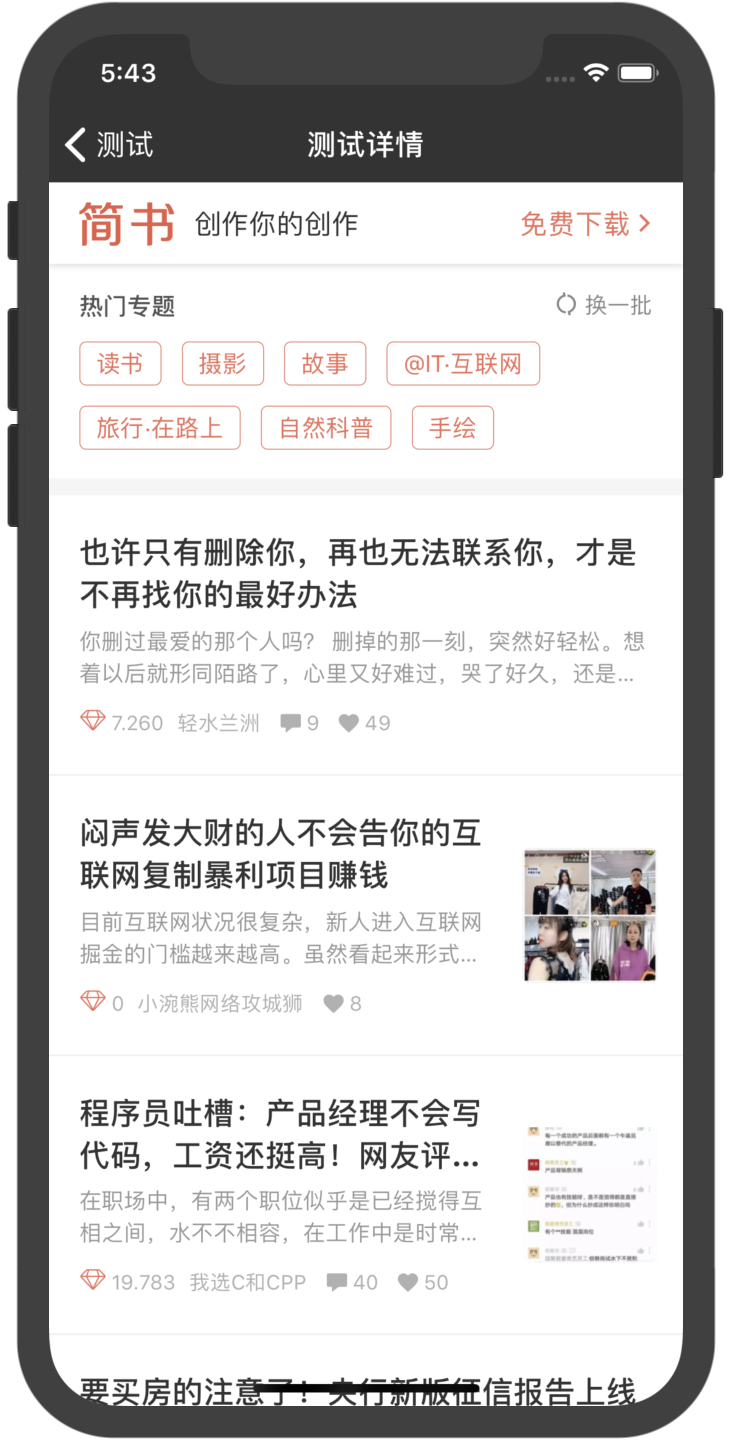 5:43
测试
测试详情
简书 创作你的创作 免费下载
热门专题 换一批
读书 摄影 故事 @IT·互联网
旅行·在路上 自然科普 手绘
也许只有删除你，再也无法联系你，才是
不再找你的最好办法
你删过最爱的那个人吗？ 删掉的那一刻，突然好轻松。想
着以后就形同陌路了，心里又好难过，哭了好久，还是...
7.260 轻水兰洲 9 49
闷声发大财的人不会告你的互
联网复制暴利项目赚钱
目前互联网状况很复杂，新人进入互联网
掘金的门槛越来越高。虽然看起来形式...
0 小涴熊网络攻城狮 8
程序员吐槽：产品经理不会写
代码，工资还挺高！网友评...
在职场中，有两个职位似乎是已经搅得互
相之间，水不不相容，在工作中是时常...
19.783 我选C和CPP 40 50
要买房的注意了！央行新版征信报告上线